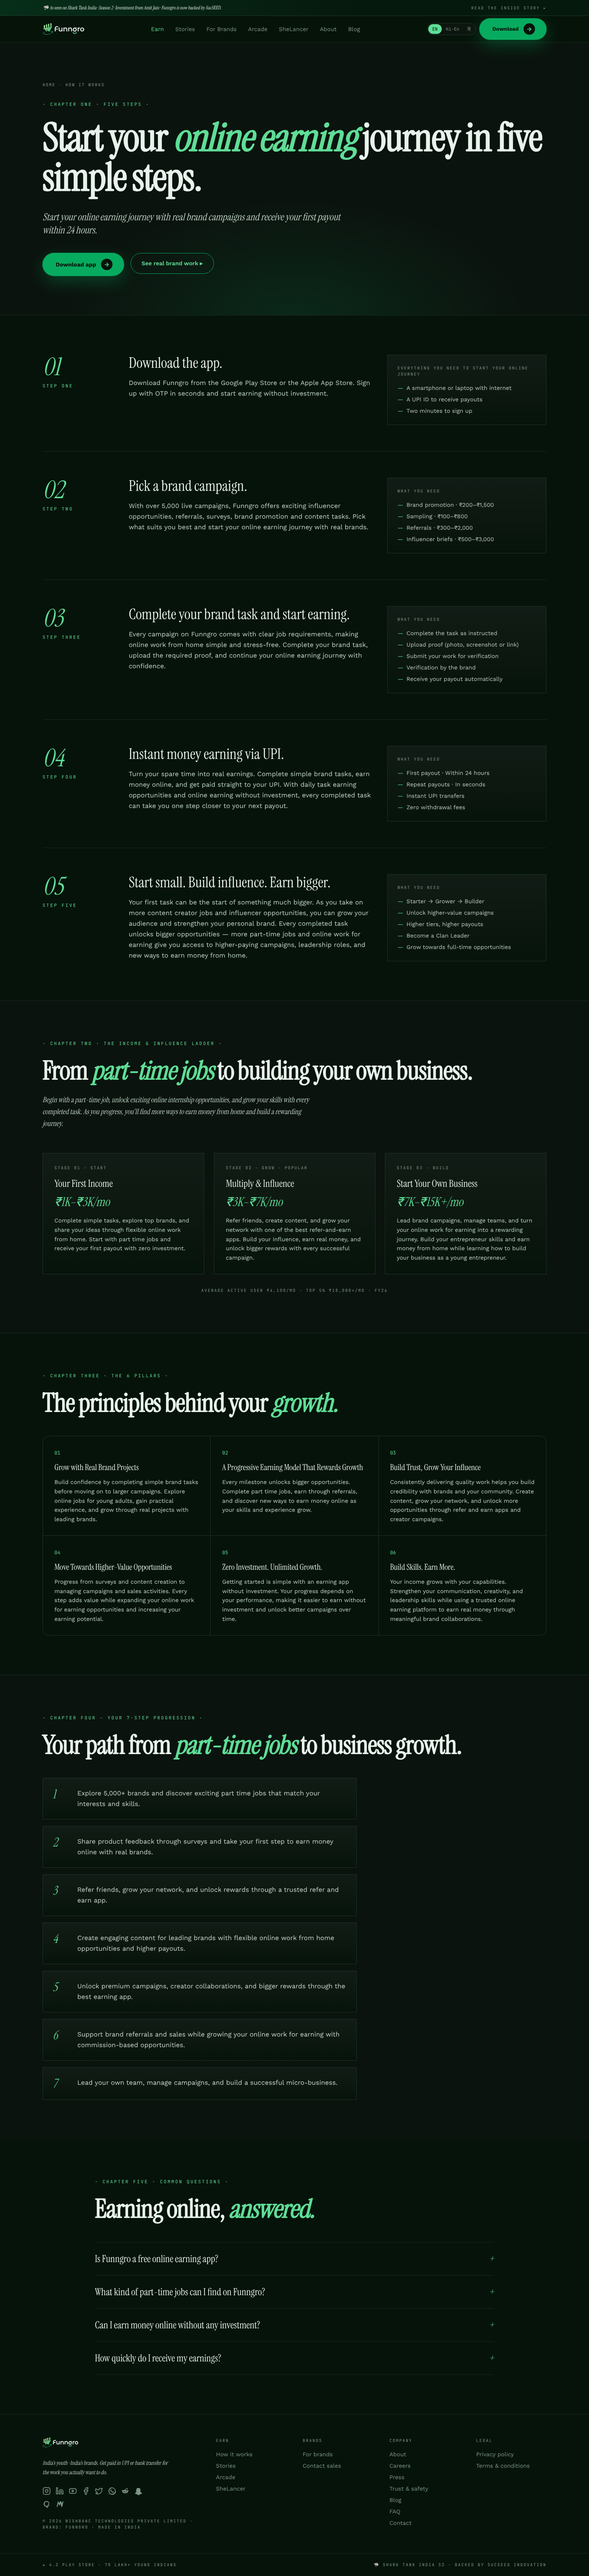 As seen on Shark Tank India · Season 2 · Investment from Amit Jain · Funngro is now backed by SucSEED
READ THE INSIDE STORY
Funngro
Earn
Stories
For Brands
Arcade
SheLancer
About
Blog
EN
Hi-En
हि
Download →
HOME · HOW IT WORKS
· CHAPTER ONE · FIVE STEPS ·
Start your online earning journey in five
simple steps.
Start your online earning journey with real brand campaigns and receive your first payout
within 24 hours.
Download app →
See real brand work ▸
01
STEP ONE
Download the app.
Download Funngro from the Google Play Store or the Apple App Store. Sign
up with OTP in seconds and start earning without investment.
EVERYTHING YOU NEED TO START YOUR ONLINE
JOURNEY
— A smartphone or laptop with internet
— A UPI ID to receive payouts
— Two minutes to sign up
02
STEP TWO
Pick a brand campaign.
With over 5,000 live campaigns, Funngro offers exciting influencer
opportunities, referrals, surveys, brand promotion and content tasks. Pick
what suits you best and start your online earning journey with real brands.
WHAT YOU NEED
— Brand promotion · ₹200–₹1,500
— Sampling · ₹100–₹800
— Referrals · ₹300–₹2,000
— Influencer briefs · ₹500–₹3,000
03
STEP THREE
Complete your brand task and start earning.
Every campaign on Funngro comes with clear job requirements, making
online work from home simple and stress-free. Complete your brand task,
upload the required proof, and continue your online earning journey with
confidence.
WHAT YOU NEED
— Complete the task as instructed
— Upload proof (photo, screenshot or link)
— Submit your work for verification
— Verification by the brand
— Receive your payout automatically
04
STEP FOUR
Instant money earning via UPI.
Turn your spare time into real earnings. Complete simple brand tasks, earn
money online, and get paid straight to your UPI. With daily task earning
opportunities and online earning without investment, every completed task
can take you one step closer to your next payout.
WHAT YOU NEED
— First payout · Within 24 hours
— Repeat payouts · In seconds
— Instant UPI transfers
— Zero withdrawal fees
05
STEP FIVE
Start small. Build influence. Earn bigger.
Your first task can be the start of something much bigger. As you take on
more content creator jobs and influencer opportunities, you can grow your
audience and strengthen your personal brand. Every completed task
unlocks bigger opportunities — more part-time jobs and online work for
earning give you access to higher-paying campaigns, leadership roles, and
new ways to earn money from home.
WHAT YOU NEED
— Starter → Grower → Builder
— Unlock higher-value campaigns
— Higher tiers, higher payouts
— Become a Clan Leader
— Grow towards full-time opportunities
· CHAPTER TWO · THE INCOME & INFLUENCE LADDER ·
From part-time jobs to building your own business.
Begin with a part-time job, unlock exciting online internship opportunities, and grow your skills with every
completed task. As you progress, you'll find more ways to earn money from home and build a rewarding
journey.
STAGE 01 · START
Your First Income
₹1K–₹3K/mo
Complete simple tasks, explore top brands, and
share your ideas through flexible online work
from home. Start with part time jobs and
receive your first payout with zero investment.
STAGE 02 · GROW · POPULAR
Multiply & Influence
₹3K–₹7K/mo
Refer friends, create content, and grow your
network with one of the best refer-and-earn
apps. Build your influence, earn real money, and
unlock bigger rewards with every successful
campaign.
STAGE 03 · BUILD
Start Your Own Business
₹7K–₹15K+/mo
Lead brand campaigns, manage teams, and turn
your online work for earning into a rewarding
journey. Build your entrepreneur skills and earn
money from home while learning how to build
your business as a young entrepreneur.
AVERAGE ACTIVE USER ₹4,100/MO · TOP 5% ₹18,000+/MO · FY26
· CHAPTER THREE · THE 6 PILLARS ·
The principles behind your growth.
01
Grow with Real Brand Projects
Build confidence by completing simple brand tasks
before moving on to larger campaigns. Explore
online jobs for young adults, gain practical
experience, and grow through real projects with
leading brands.
02
A Progressive Earning Model That Rewards Growth
Every milestone unlocks bigger opportunities.
Complete part time jobs, earn through referrals,
and discover new ways to earn money online as
your skills and experience grow.
03
Build Trust, Grow Your Influence
Consistently delivering quality work helps you build
credibility with brands and your community. Create
content, grow your network, and unlock more
opportunities through refer and earn apps and
creator campaigns.
04
Move Towards Higher-Value Opportunities
Progress from surveys and content creation to
managing campaigns and sales activities. Every
step adds value while expanding your online work
for earning opportunities and increasing your
earning potential.
05
Zero Investment, Unlimited Growth.
Getting started is simple with an earning app
without investment. Your progress depends on
your performance, making it easier to earn without
investment and unlock better campaigns over
time.
06
Build Skills. Earn More.
Your income grows with your capabilities.
Strengthen your communication, creativity, and
leadership skills while using a trusted online
earning platform to earn real money through
meaningful brand collaborations.
· CHAPTER FOUR · YOUR 7-STEP PROGRESSION ·
Your path from part-time jobs to business growth.
1
Explore 5,000+ brands and discover exciting part time jobs that match your
interests and skills.
2
Share product feedback through surveys and take your first step to earn money
online with real brands.
3
Refer friends, grow your network, and unlock rewards through a trusted refer and
earn app.
4
Create engaging content for leading brands with flexible online work from home
opportunities and higher payouts.
5
Unlock premium campaigns, creator collaborations, and bigger rewards through the
best earning app.
6
Support brand referrals and sales while growing your online work for earning with
commission-based opportunities.
7
Lead your own team, manage campaigns, and build a successful micro-business.
· CHAPTER FIVE · COMMON QUESTIONS ·
Earning online, answered.
Is Funngro a free online earning app? +
What kind of part-time jobs can I find on Funngro? +
Can I earn money online without any investment? +
How quickly do I receive my earnings? +
Funngro
India's youth · India's brands. Get paid in UPI or bank transfer for
the work you actually want to do.
© 2026 NISHRAMC TECHNOLOGIES PRIVATE LIMITED ·
BRAND: FUNNGRO · MADE IN INDIA
EARN
How it works
Stories
Arcade
SheLancer
BRANDS
For brands
Contact sales
COMPANY
About
Careers
Press
Trust & safety
Blog
FAQ
Contact
LEGAL
Privacy policy
Terms & conditions
4.2 PLAY STORE · 70 LAKH+ YOUNG INDIANS
SHARK TANK INDIA S2 · BACKED BY SUCSEED INNOVATION